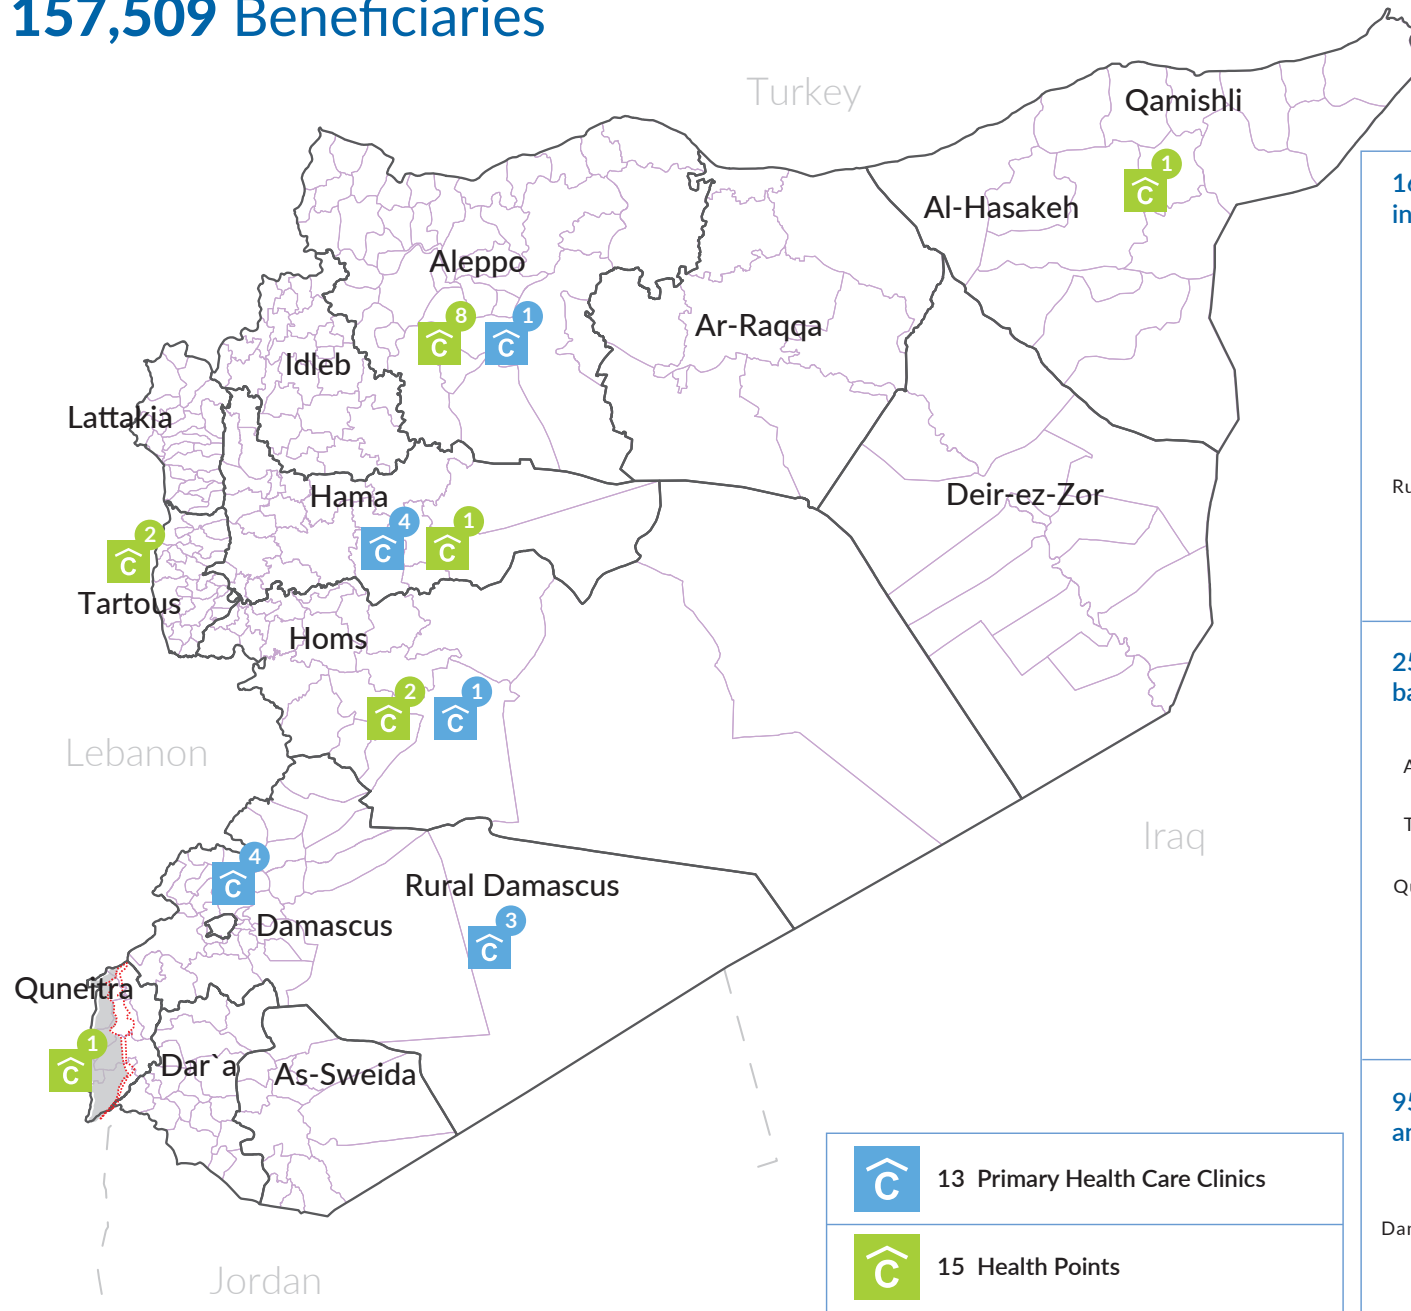 157,509 Beneficiaries
Turkey
Qamishli
1
C
Al-Hasakeh
Aleppo
8
1
C
C
Ar-Raqqa
Idleb
Lattakia
Deir-ez-Zor
Hama
4
1
C
C
2
C
Tartous
Homs
2
1
C
C
Lebanon
Iraq
4
C
Rural Damascus
3
C
Damascus
Quneitra
1
C
Dar`a
As-Sweida
Jordan
C
13 Primary Health Care Clinics
C
15 Health Points